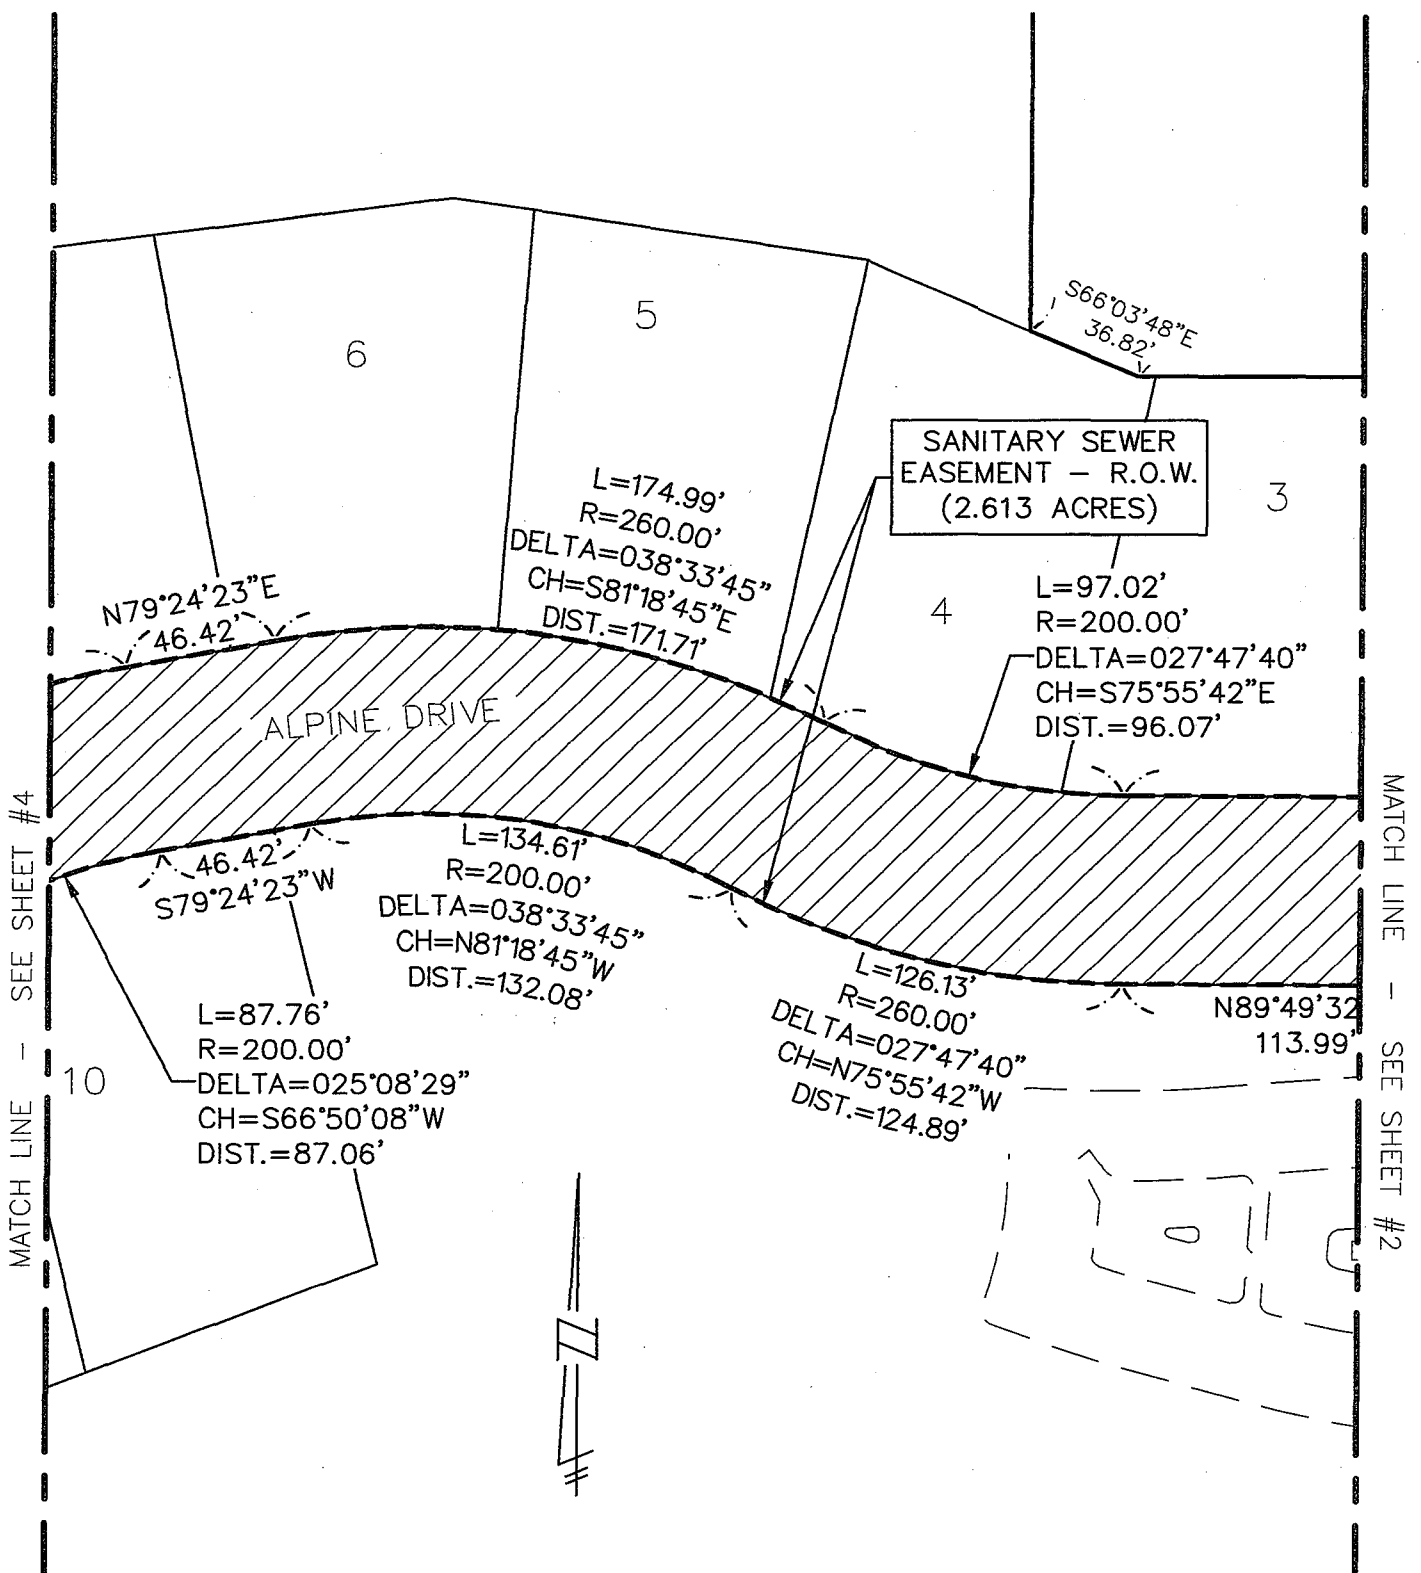 S66°03'48"E
36.82'
5
6
SANITARY SEWER
EASEMENT – R.O.W.
(2.613 ACRES)
3
L=174.99'
R=260.00'
DELTA=038°33'45"
CH=S81°18'45"E
DIST.=171.71'
4
L=97.02'
R=200.00'
DELTA=027°47'40"
CH=S75°55'42"E
DIST.=96.07'
N79°24'23"E
46.42'
ALPINE DRIVE
MATCH LINE - SEE SHEET #4
MATCH LINE - SEE SHEET #2
46.42'
S79°24'23"W
L=134.61'
R=200.00'
DELTA=038°33'45"
CH=N81°18'45"W
DIST.=132.08'
L=126.13'
R=260.00'
DELTA=027°47'40"
CH=N75°55'42"W
DIST.=124.89'
N89°49'32
113.99'
10
L=87.76'
R=200.00'
DELTA=025°08'29"
CH=S66°50'08"W
DIST.=87.06'
N